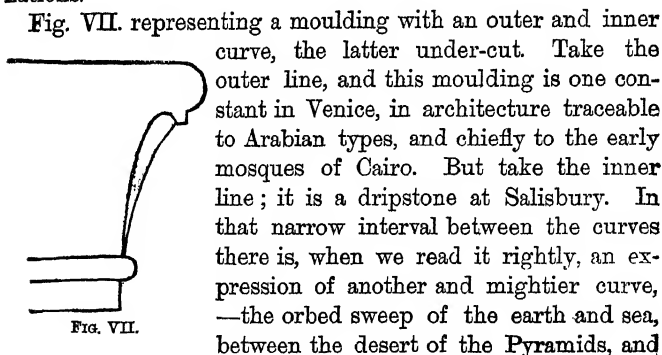 Fig. VII. representing a moulding with an outer and inner
curve, the latter under-cut. Take the
outer line, and this moulding is one con-
stant in Venice, in architecture traceable
to Arabian types, and chiefly to the early
mosques of Cairo. But take the inner
line ; it is a dripstone at Salisbury. In
that narrow interval between the curves
there is, when we read it rightly, an ex-
pression of another and mightier curve,
—the orbed sweep of the earth and sea,
between the desert of the Pyramids, and
Fig. VII.